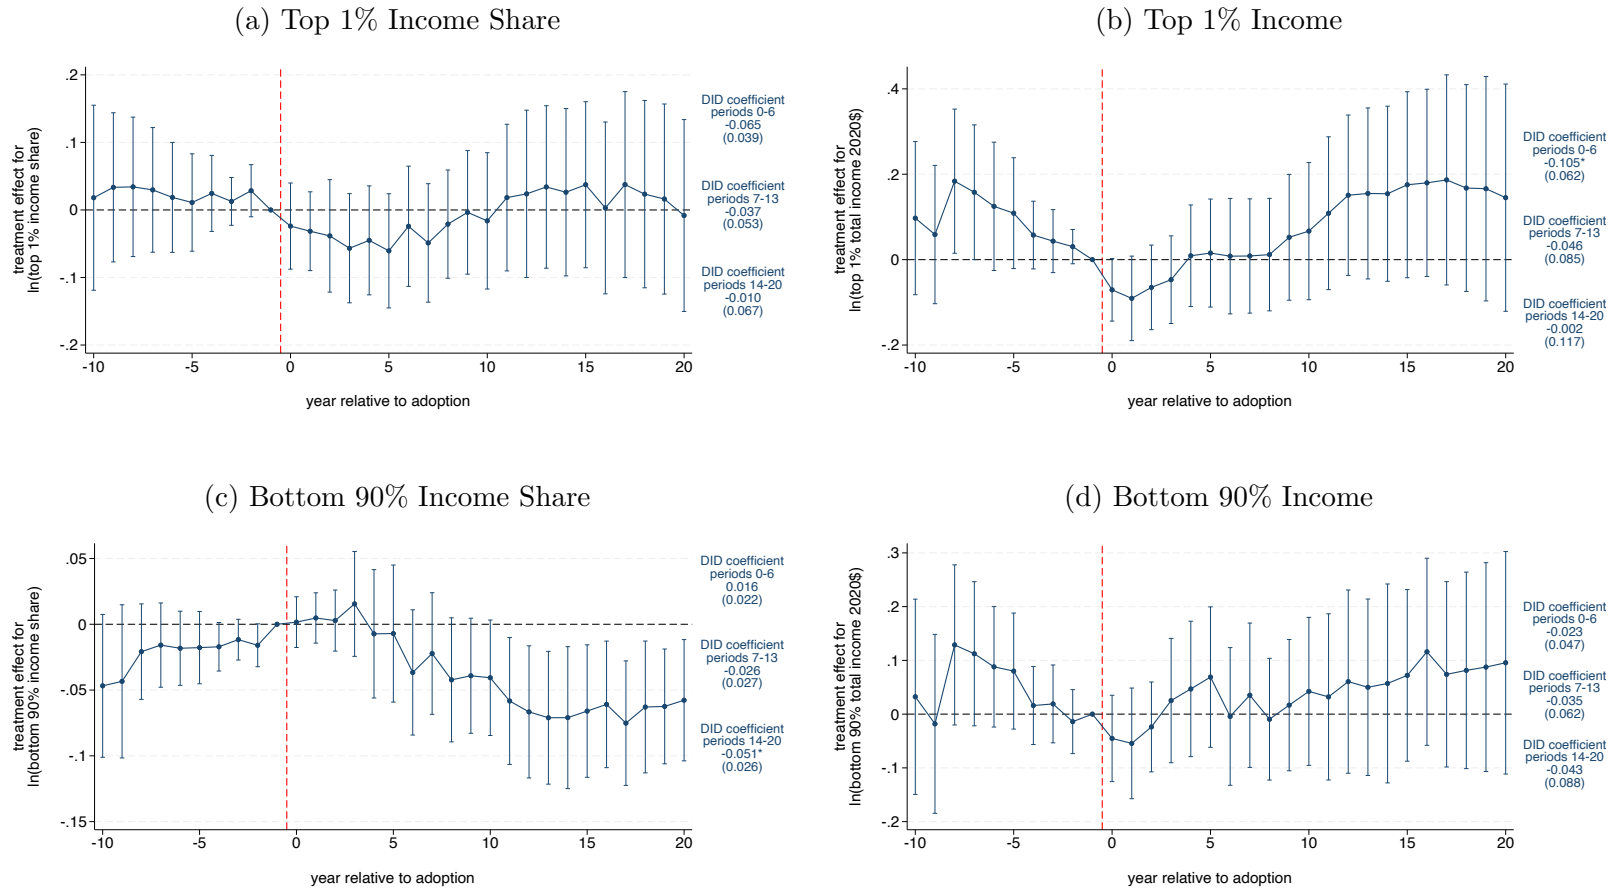 (a) Top 1% Income Share
treatment effect for
ln(top 1% income share)
.2
.1
0
-.1
-.2
-10
-5
0
5
10
15
20
year relative to adoption
DID coefficient
periods 0-6
-0.065
(0.039)
DID coefficient
periods 7-13
-0.037
(0.053)
DID coefficient
periods 14-20
-0.010
(0.067)
(b) Top 1% Income
treatment effect for
ln(top 1% total income 2020$)
.4
.2
0
-.2
-10
-5
0
5
10
15
20
year relative to adoption
DID coefficient
periods 0-6
-0.105*
(0.062)
DID coefficient
periods 7-13
-0.046
(0.085)
DID coefficient
periods 14-20
-0.002
(0.117)
(c) Bottom 90% Income Share
treatment effect for
ln(bottom 90% income share)
.05
0
-.05
-.1
-.15
-10
-5
0
5
10
15
20
year relative to adoption
DID coefficient
periods 0-6
0.016
(0.022)
DID coefficient
periods 7-13
-0.026
(0.027)
DID coefficient
periods 14-20
-0.051*
(0.026)
(d) Bottom 90% Income
treatment effect for
ln(bottom 90% total income 2020$)
.3
.2
.1
0
-.1
-.2
-10
-5
0
5
10
15
20
year relative to adoption
DID coefficient
periods 0-6
-0.023
(0.047)
DID coefficient
periods 7-13
-0.035
(0.062)
DID coefficient
periods 14-20
-0.043
(0.088)